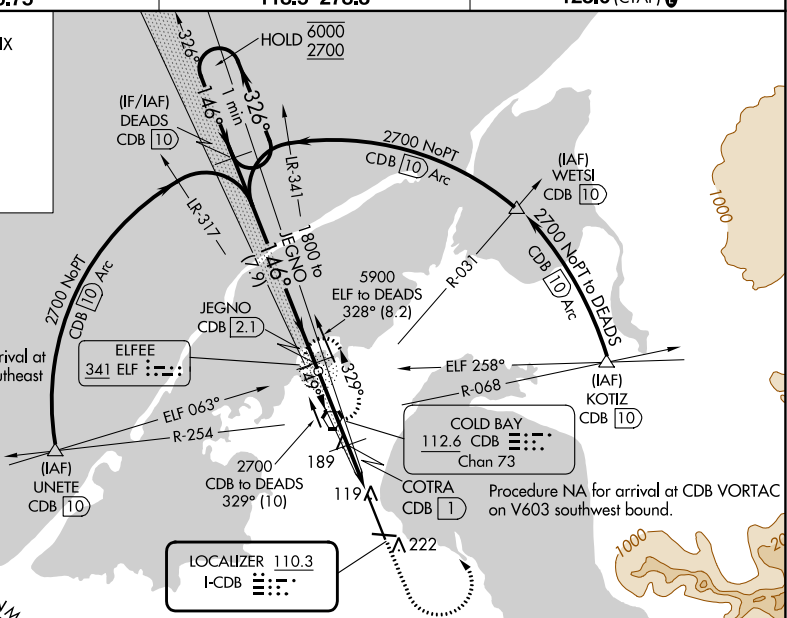 118.5 278.8
IX
HOLD 6000
2700
326°
146°
1 min
326°
(IF/IAF)
DEADS
CDB 10
2700 NoPT
CDB 10 Arc
(IAF)
WETSI
CDB 10
LR-341
LR-317
2700 NoPT
CDB 10 Arc
2700 NoPT to DEADS
CDB 10 Arc
R-031
1000
1800 to
JEGNO
146°
(7.9)
5900
ELF to DEADS
328° (8.2)
JEGNO
CDB 2.1
rival at
utheast
ELFEE
341 ELF
149°
329°
ELF 258°
R-068
(IAF)
KOTIZ
CDB 10
ELF 063°
R-254
(IAF)
UNETE
CDB 10
COLD BAY
112.6 CDB
Chan 73
2700
CDB to DEADS
329° (10)
189
119
COTRA
CDB 1
Procedure NA for arrival at CDB VORTAC
on V603 southwest bound.
222
LOCALIZER 110.3
I-CDB
1000